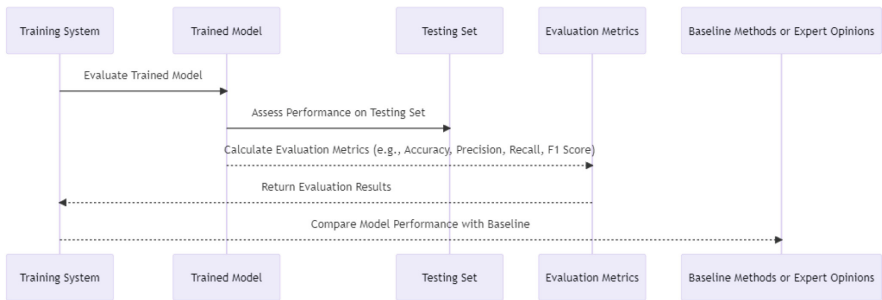 Training System Trained Model Testing Set Evaluation Metrics Baseline Methods or Expert Opinions
Evaluate Trained Model
Assess Performance on Testing Set
Calculate Evaluation Metrics (e.g., Accuracy, Precision, Recall, F1 Score)
Return Evaluation Results
Compare Model Performance with Baseline
Training System Trained Model Testing Set Evaluation Metrics Baseline Methods or Expert Opinions